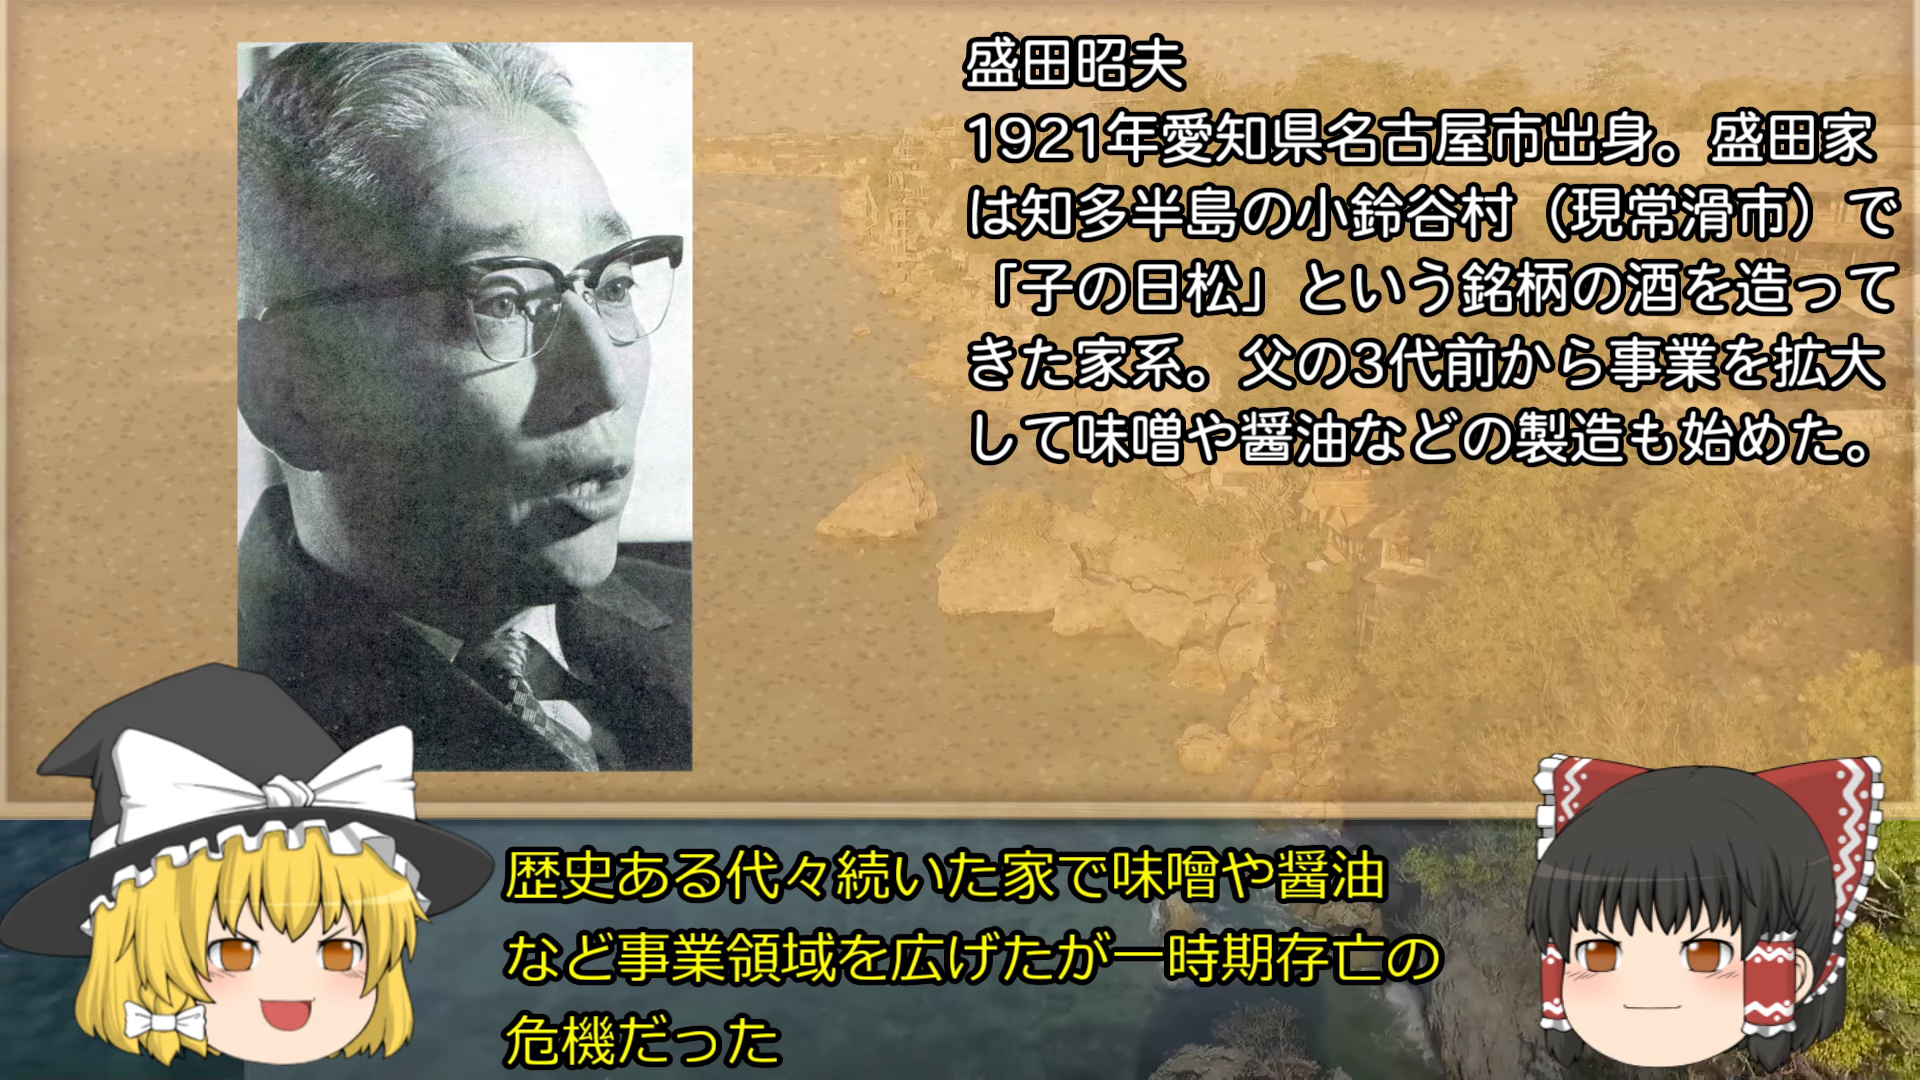 盛田昭夫
1921年愛知県名古屋市出身。盛田家
は知多半島の小鈴谷村（現常滑市）で
「子の日松」という銘柄の酒を造って
きた家系。父の3代前から事業を拡大
して味噌や醤油などの製造も始めた。
歴史ある代々続いた家で味噌や醤油
など事業領域を広げたが一時期存亡の
危機だった